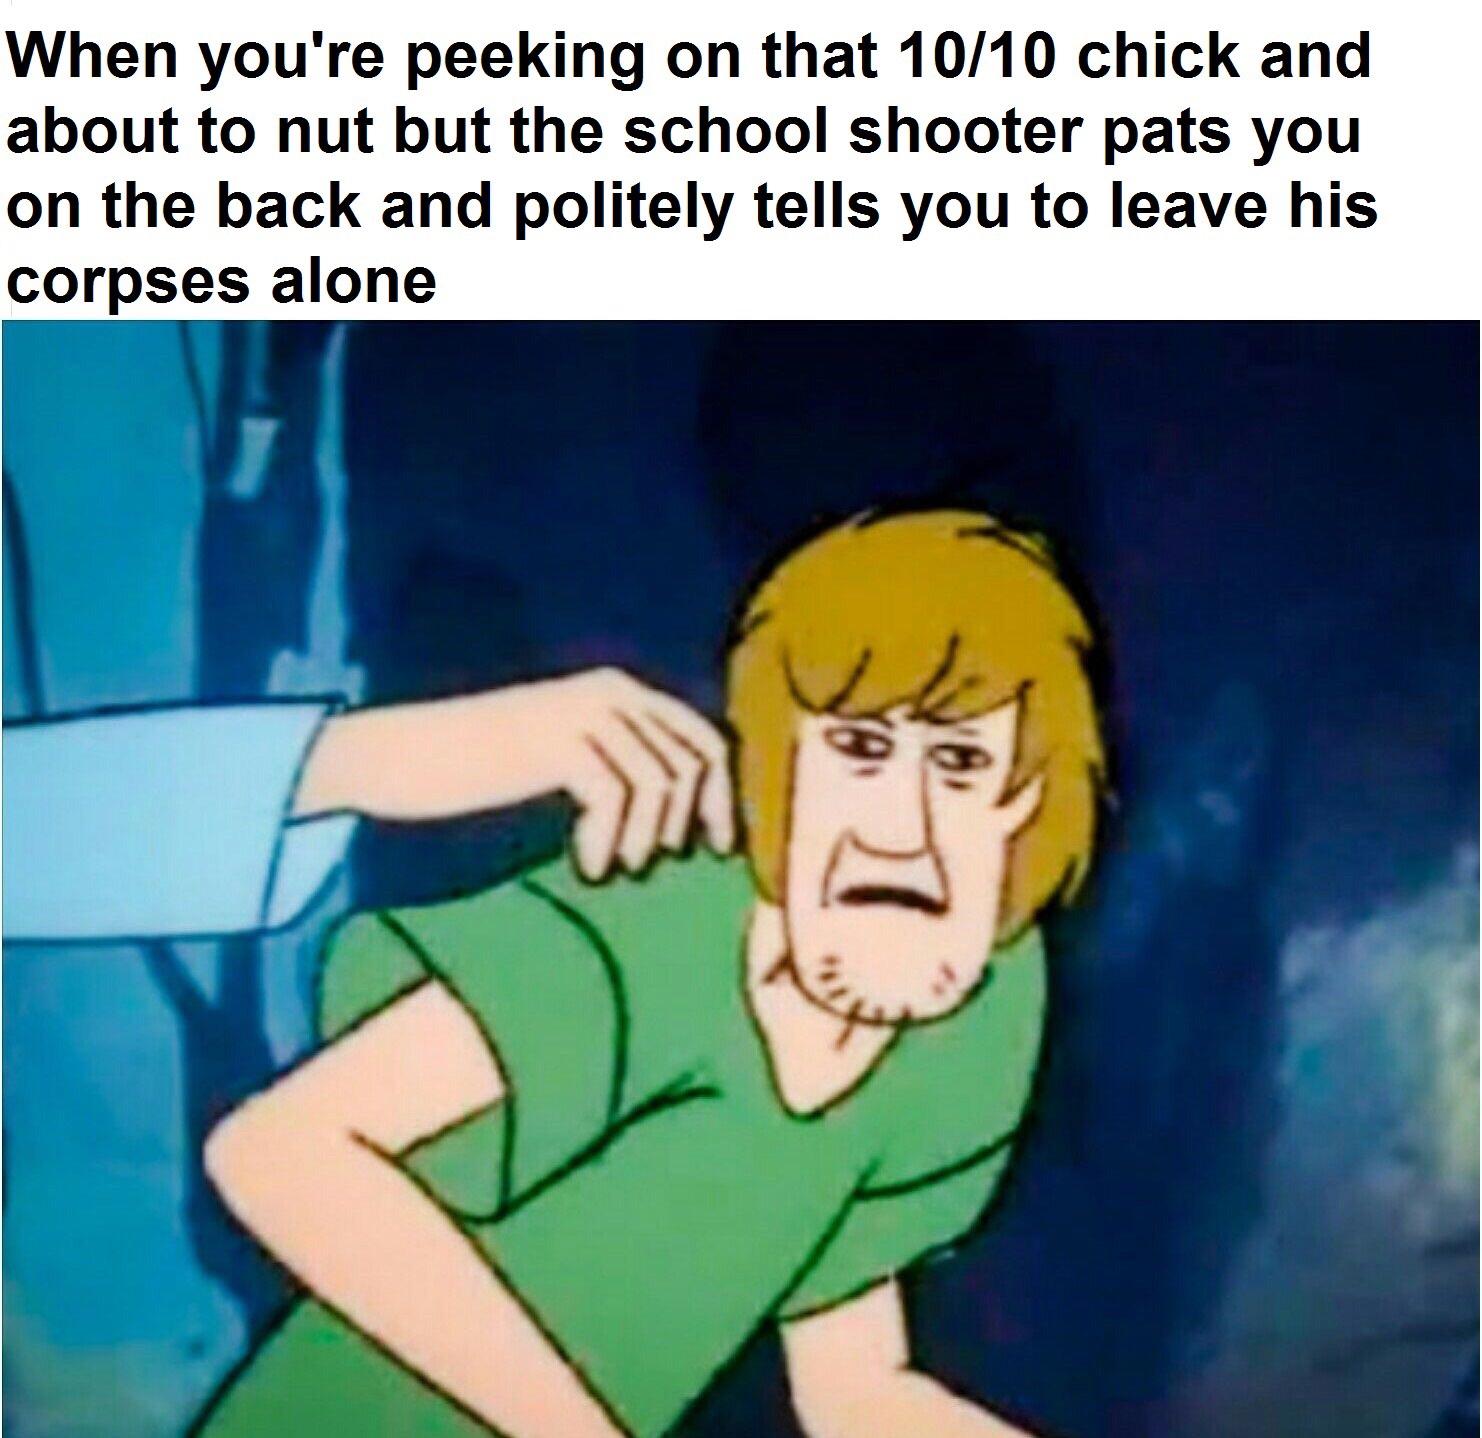 When you're peeking on that 10/10 chick and
about to nut but the school shooter pats you
on the back and politely tells you to leave his
corpses alone